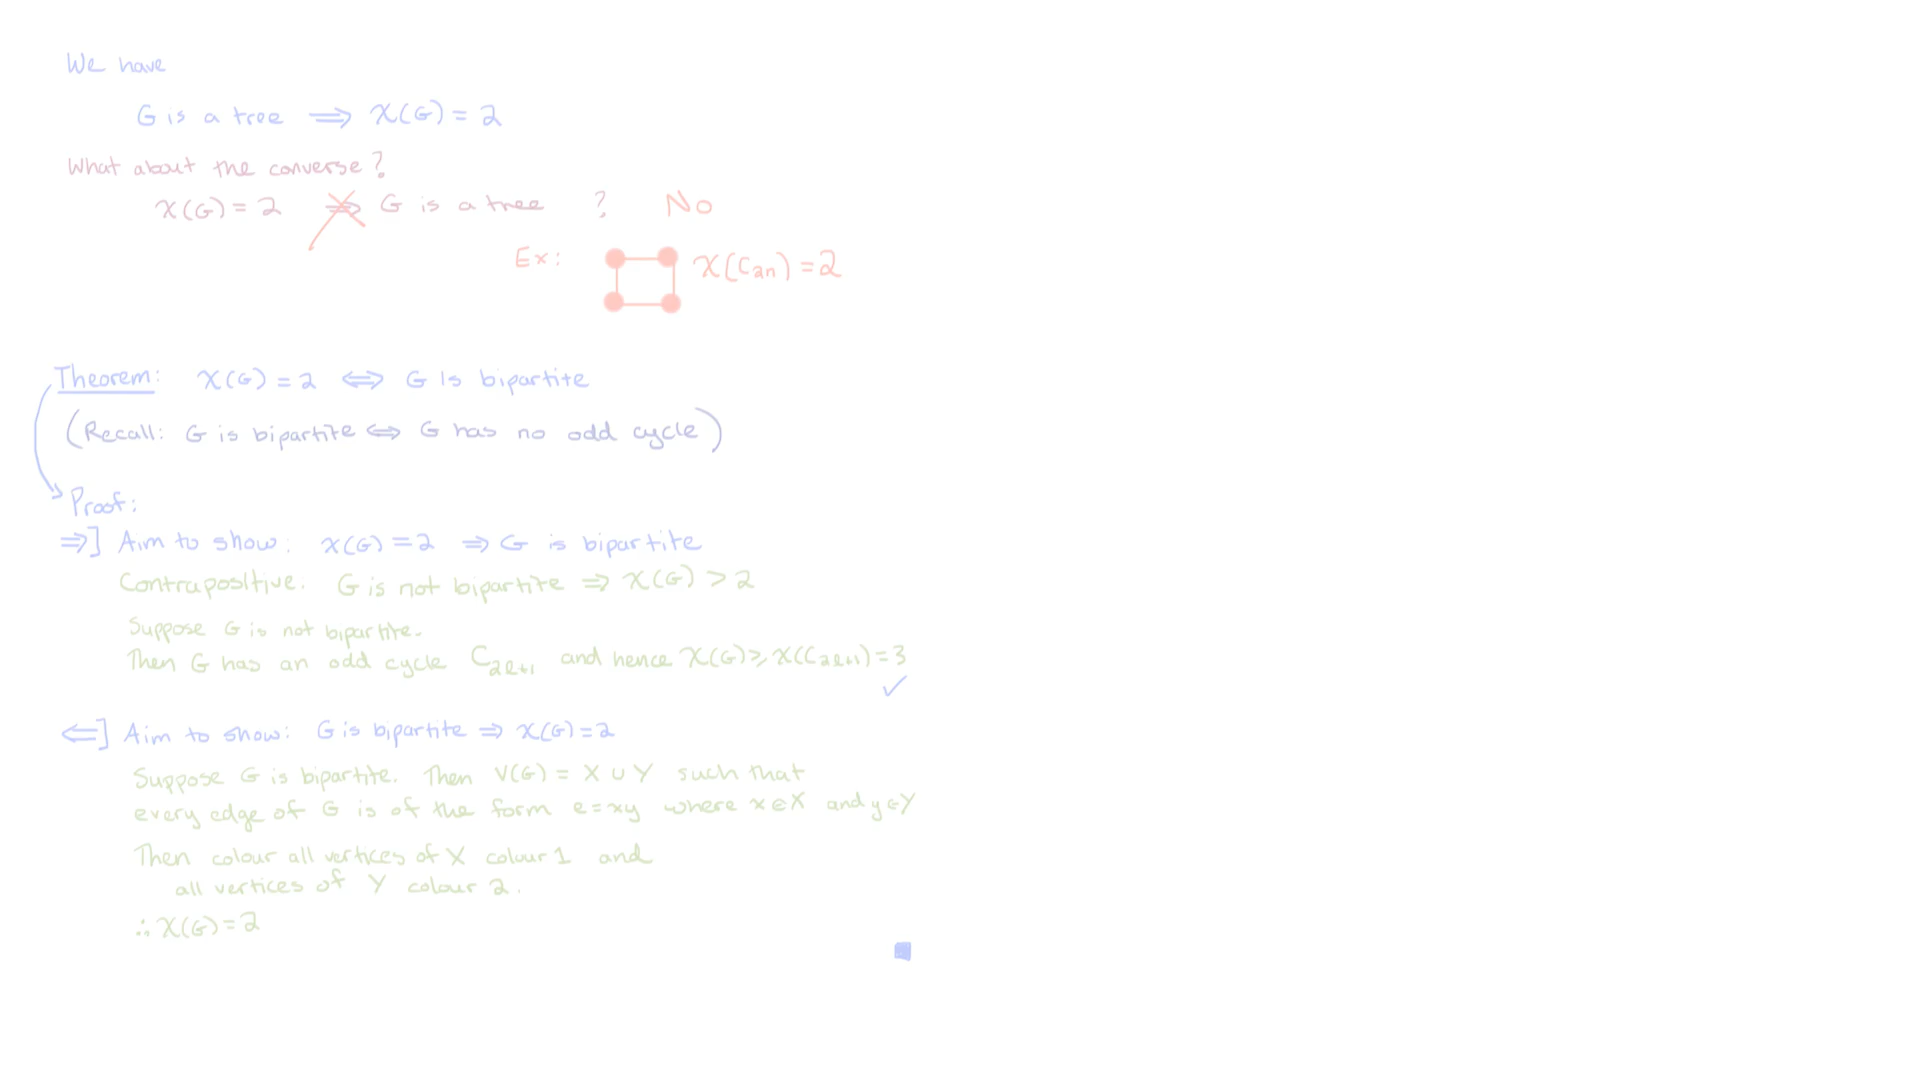 We have
G is a tree ⟹ χ(G) = 2
What about the converse?
χ(G) = 2 ⟹ G is a tree ? No
Ex: χ(C₂ₙ) = 2
Theorem: χ(G) = 2 ⟺ G is bipartite
(Recall: G is bipartite ⟺ G has no odd cycle)
Proof:
⇒] Aim to show: χ(G) = 2 ⇒ G is bipartite
Contrapositive. G is not bipartite ⇒ χ(G) > 2
Suppose G is not bipartite.
Then G has an odd cycle C₂ℓ₊₁ and hence χ(G) ≥ χ(C₂ℓ₊₁) = 3
✓
⇐] Aim to show: G is bipartite ⇒ χ(G) = 2
Suppose G is bipartite. Then V(G) = X ∪ Y such that
every edge of G is of the form e = xy where x ∈ X and y ∈ Y
Then colour all vertices of X colour 1 and
all vertices of Y colour 2.
∴ χ(G) = 2